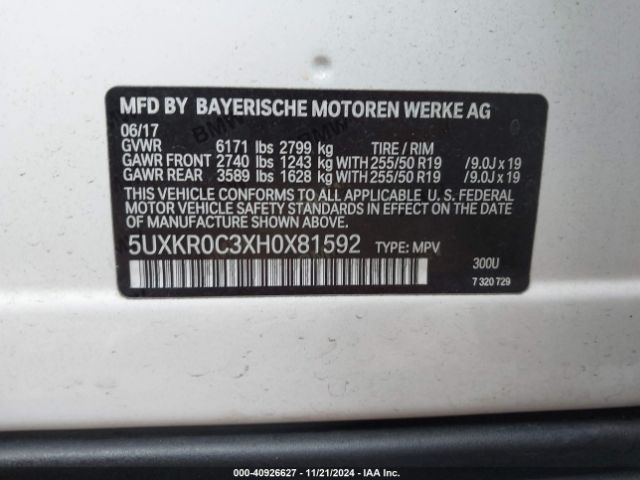 MFD BY BAYERISCHE MOTOREN WERKE AG
06/17
GVWR 6171 lbs 2799 kg TIRE / RIM
GAWR FRONT 2740 lbs 1243 kg WITH 255/50 R19 /9.0J x 19
GAWR REAR 3589 lbs 1628 kg WITH 255/50 R19 /9.0J x 19
THIS VEHICLE CONFORMS TO ALL APPLICABLE U. S. FEDERAL
MOTOR VEHICLE SAFETY STANDARDS IN EFFECT ON THE DATE
OF MANUFACTURE SHOWN ABOVE.
5UXKR0C3XH0X81592 TYPE: MPV
300U
7 320 729
000-40926627 - 11/21/2024 - IAA Inc.